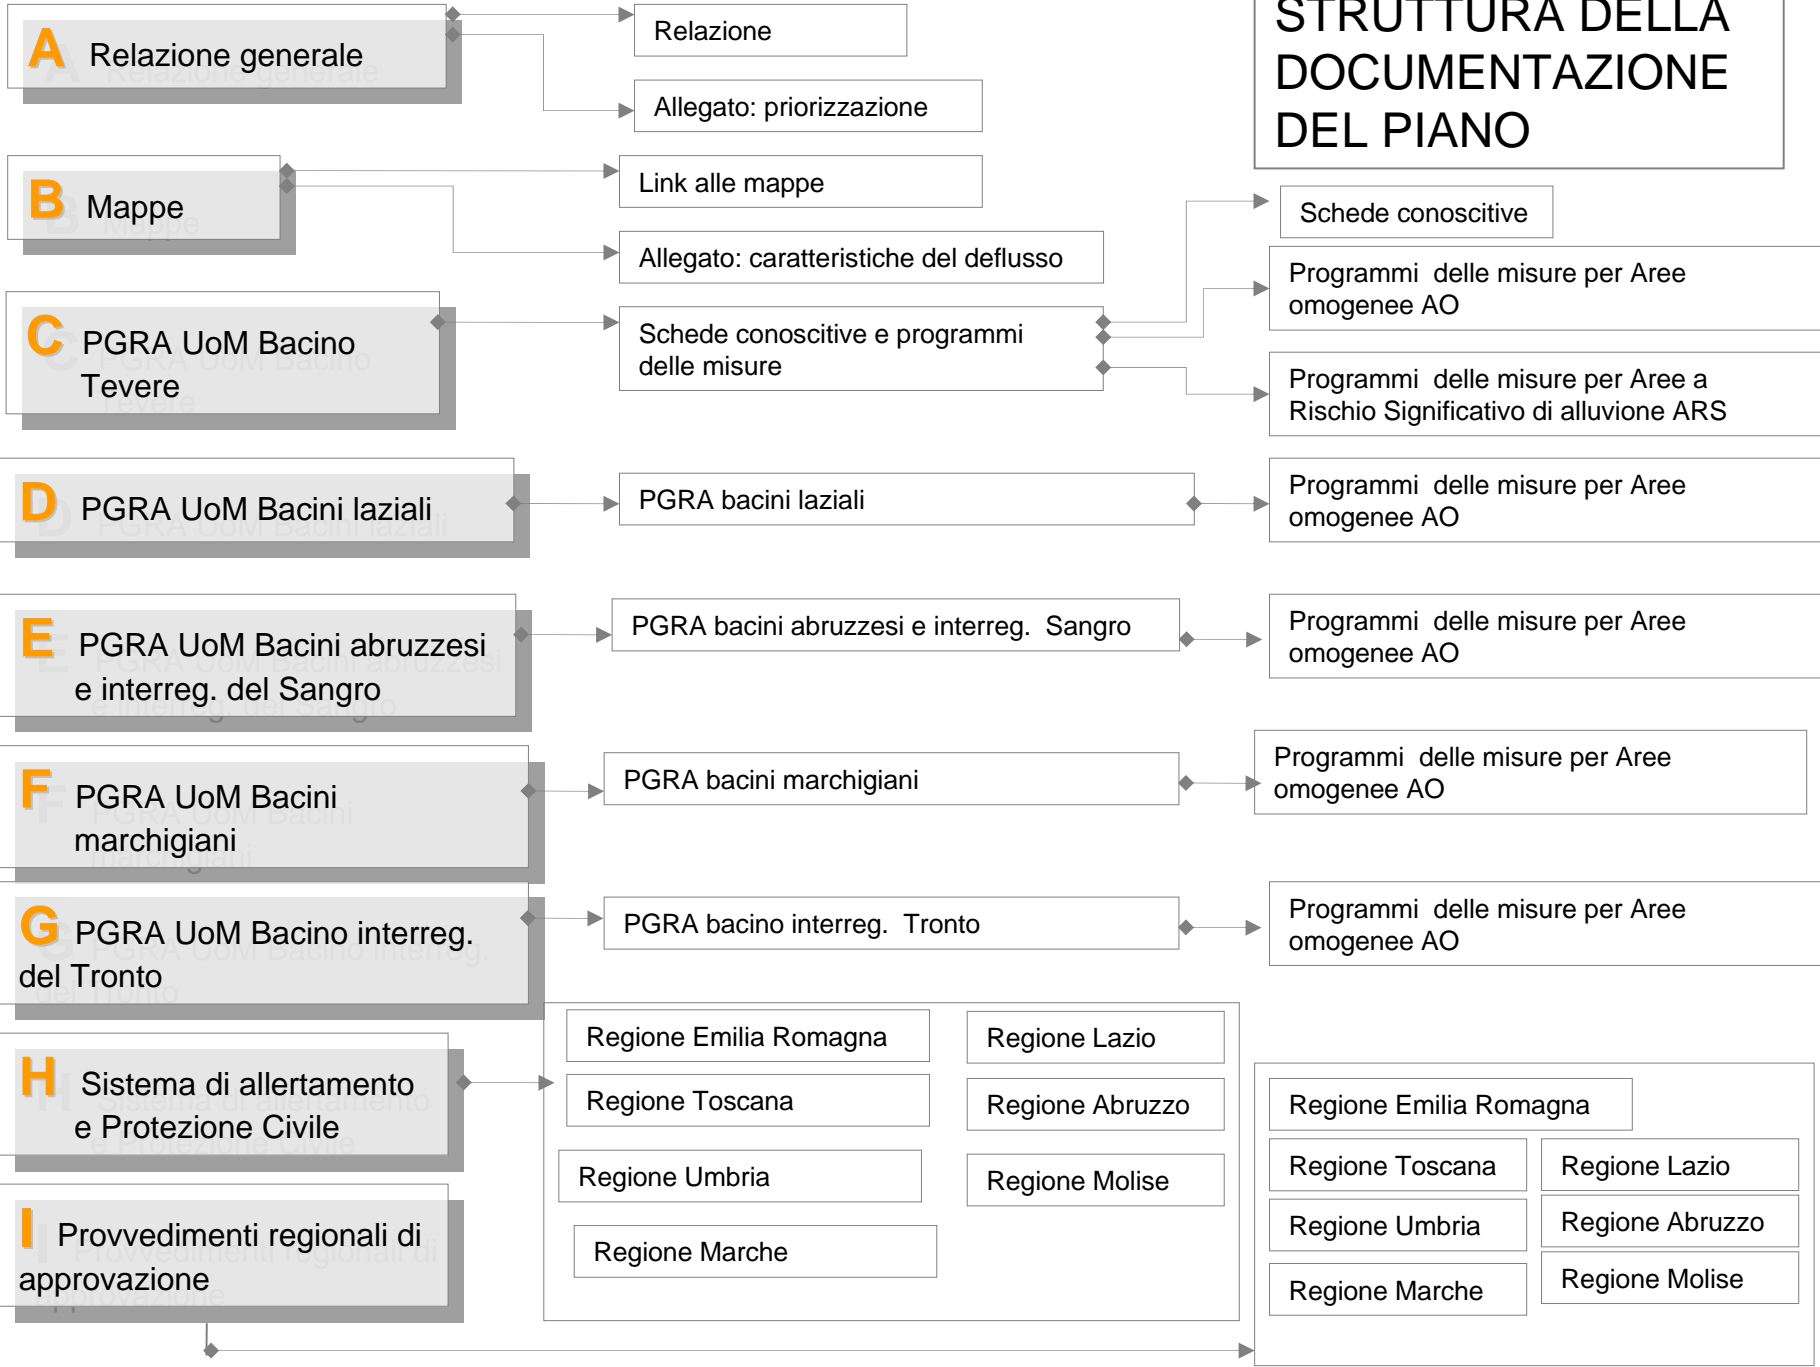 STRUTTURA DELLA
DOCUMENTAZIONE
DEL PIANO
A Relazione generale
Relazione
Allegato: priorizzazione
B Mappe
Link alle mappe
Allegato: caratteristiche del deflusso
C PGRA UoM Bacino
Tevere
Schede conoscitive e programmi
delle misure
Schede conoscitive
Programmi delle misure per Aree
omogenee AO
Programmi delle misure per Aree a
Rischio Significativo di alluvione ARS
D PGRA UoM Bacini laziali
PGRA bacini laziali
Programmi delle misure per Aree
omogenee AO
E PGRA UoM Bacini abruzzesi
e interreg. del Sangro
PGRA bacini abruzzesi e interreg. Sangro
Programmi delle misure per Aree
omogenee AO
F PGRA UoM Bacini
marchigiani
PGRA bacini marchigiani
Programmi delle misure per Aree
omogenee AO
G PGRA UoM Bacino interreg.
del Tronto
PGRA bacino interreg. Tronto
Programmi delle misure per Aree
omogenee AO
H Sistema di allertamento
e Protezione Civile
Regione Emilia Romagna
Regione Toscana
Regione Umbria
Regione Marche
Regione Lazio
Regione Abruzzo
Regione Molise
I Provvedimenti regionali di
approvazione
Regione Emilia Romagna
Regione Toscana
Regione Umbria
Regione Marche
Regione Lazio
Regione Abruzzo
Regione Molise